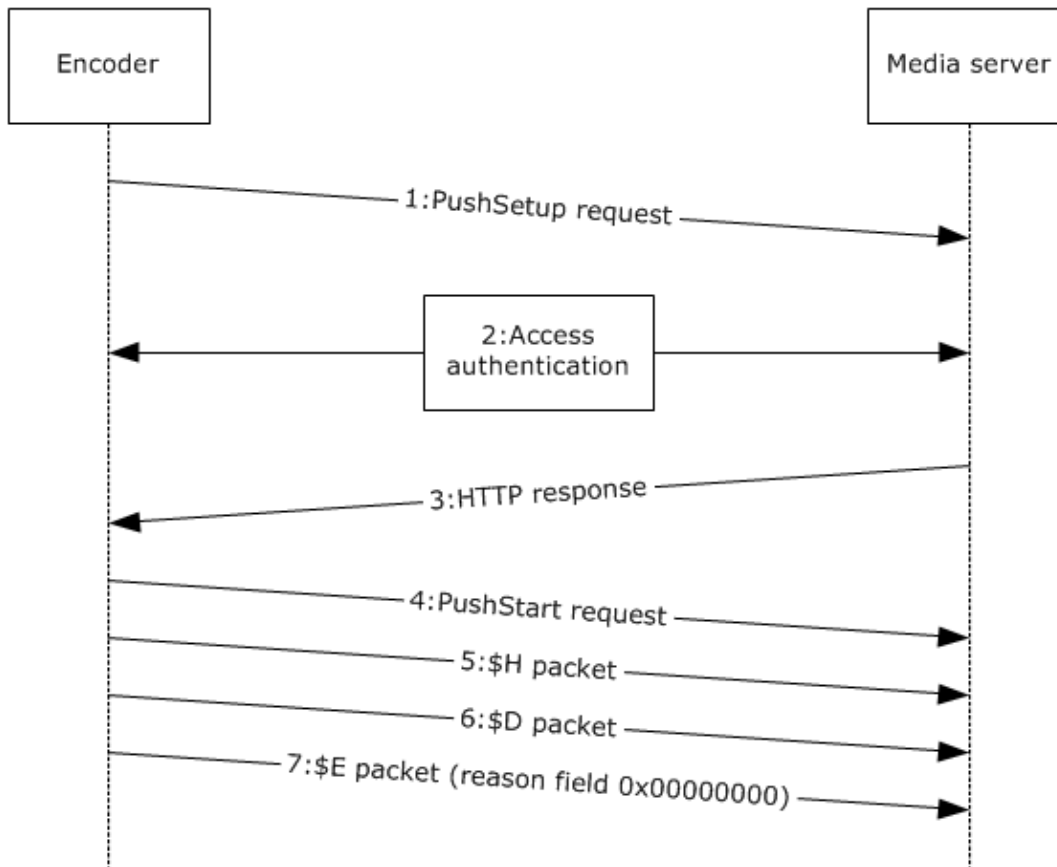 Encoder
Media server
1:PushSetup request
2:Access
authentication
3:HTTP response
4:PushStart request
5:$H packet
6:$D packet
7:$E packet (reason field 0x00000000)